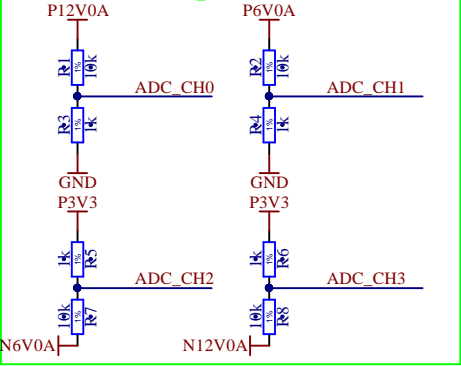 P12V0A
P6V0A
R1
1%
10k
R2
1%
10k
ADC_CH0
ADC_CH1
R3
1%
1k
R4
1%
1k
GND
GND
P3V3
P3V3
1k
1%
R5
1k
1%
R6
ADC_CH2
ADC_CH3
10k
1%
R7
10k
1%
R8
N6V0A
N12V0A